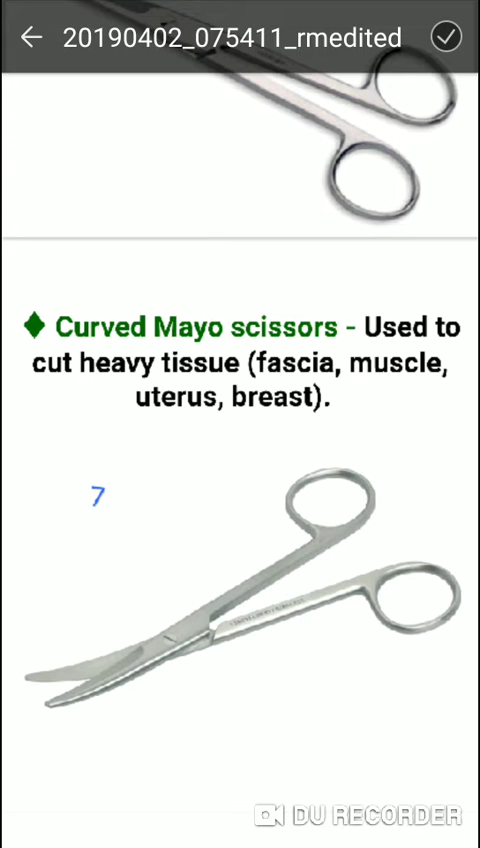 20190402_075411_rmedited
◆ Curved Mayo scissors - Used to
cut heavy tissue (fascia, muscle,
uterus, breast).
7
DU RECORDER